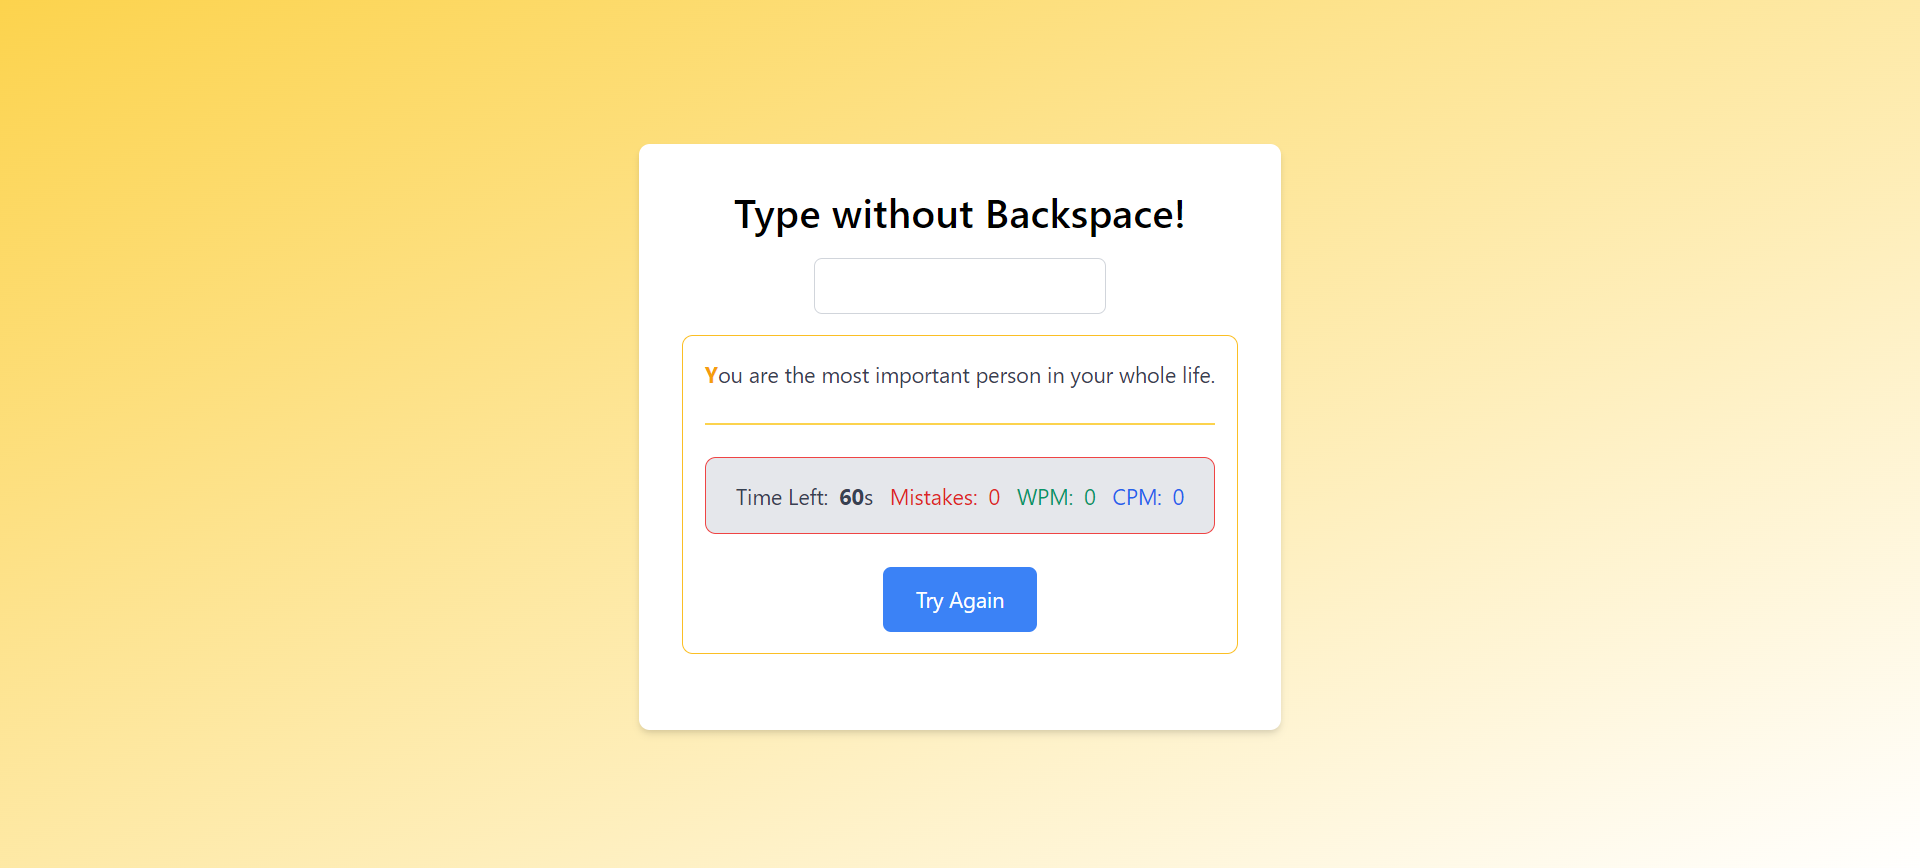 Type without Backspace!
You are the most important person in your whole life.
Time Left: 60s Mistakes: 0 WPM: 0 CPM: 0
Try Again